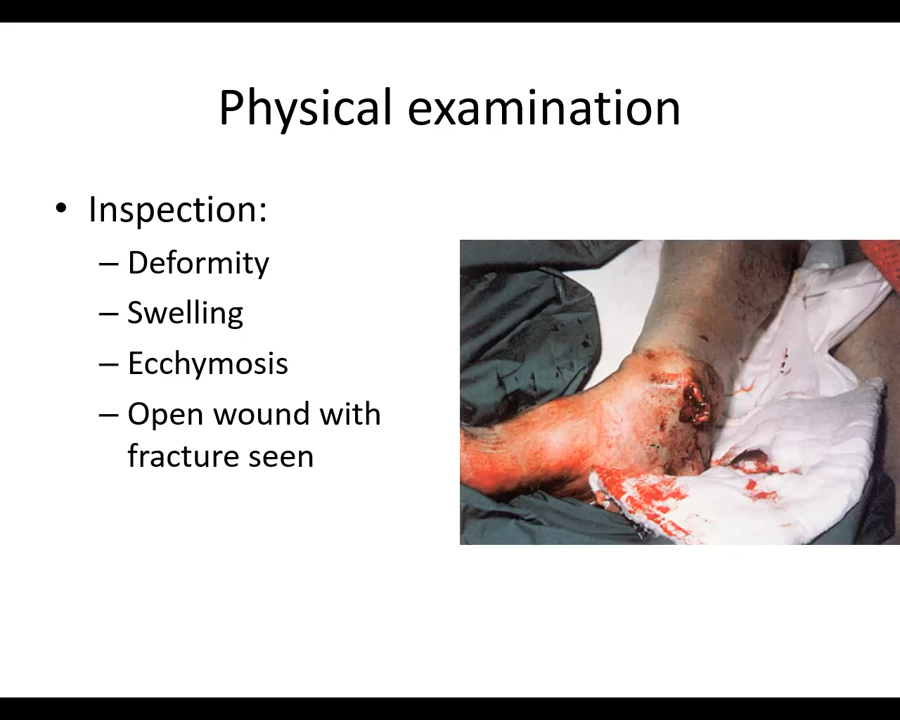 Physical examination
• Inspection:
– Deformity
– Swelling
– Ecchymosis
– Open wound with
fracture seen